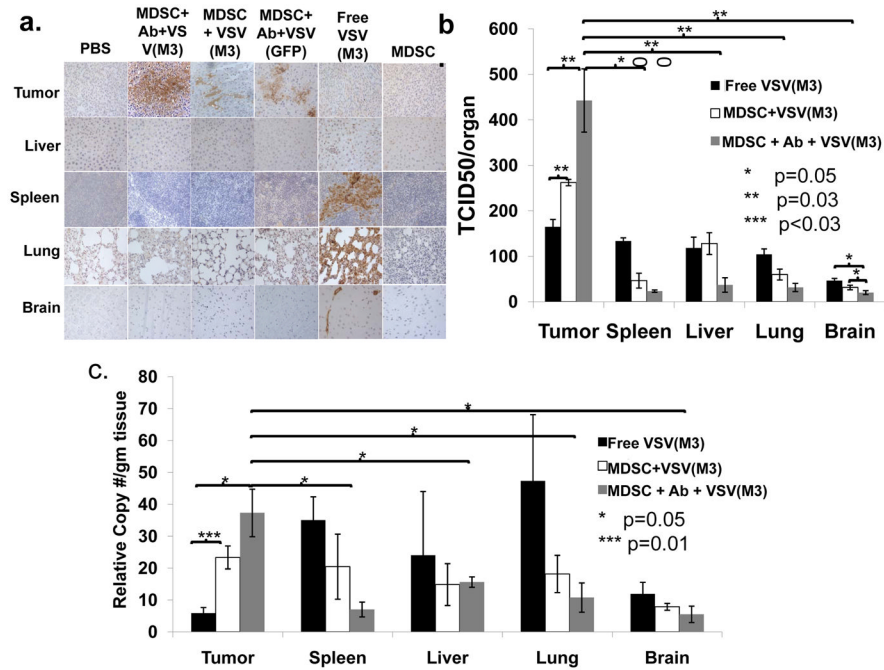 a.
PBS
MDSC+
Ab+VS
V(M3)
MDSC
+ VSV
(M3)
MDSC+
Ab+VSV
(GFP)
Free
VSV
(M3)
MDSC
Tumor
Liver
Spleen
Lung
Brain
b
TCID50/organ
600
500
400
300
200
100
0
**
**
**
*
**
**
*
*
Free VSV(M3)
MDSC+VSV(M3)
MDSC + Ab + VSV(M3)
* p=0.05
** p=0.03
*** p<0.03
Tumor Spleen Liver Lung Brain
c.
Relative Copy #/gm tissue
80
70
60
50
40
30
20
10
0
*
*
*
* *
***
Free VSV(M3)
MDSC+VSV(M3)
MDSC + Ab + VSV(M3)
* p=0.05
*** p=0.01
Tumor Spleen Liver Lung Brain